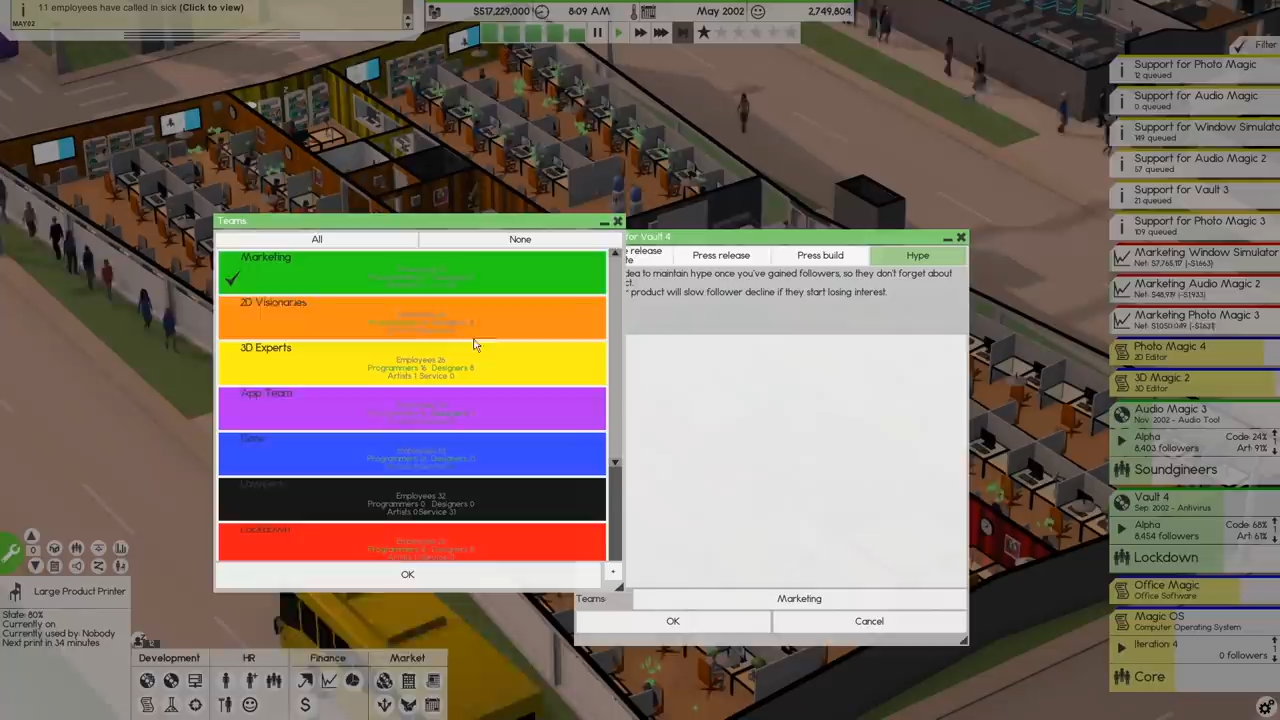 11 employees have called in sick (Click to view)
MAY02
$517,229,000
8:09 AM
May 2002
2,749,804
Filter
Support for Photo Magic
12 queued
Support for Audio Magic
0 queued
Support for Window Simulato
149 queued
Support for Audio Magic 2
57 queued
Support for Vault 3
21 queued
Support for Photo Magic 3
109 queued
Marketing Window Simulator
Marketing Audio Magic 2
Marketing Photo Magic 3
Photo Magic 4
2D Editor
3D Magic 2
3D Editor
Audio Magic 3
Nov. 2002 - Audio Tool
Alpha
Code 24%
8,403 followers
Art: 91%
Soundgineers
Vault 4
Sep. 2002 - Antivirus
Alpha
Code 68%
8,454 followers
Art 61%
Lockdown
Office Magic
Office Software
Magic OS
Computer Operating System
Iteration 4
0 followers
Core
Teams
All
None
Marketing
2D Visionaries
3D Experts
Employees 26
Programmers 16 Designers 8
Artists 1 Service 0
App Team
Employees 32
Programmers 0 Designers 0
Artists 0 Service 31
Lockdown
OK
+
for Vault 4
release
Press release
Press build
Hype
dea to maintain hype once you've gained followers, so they don't forget about
product will slow follower decline if they start losing interest.
Teams
Marketing
OK
Cancel
Large Product Printer
State: 80%
Currently on
Currently used by: Nobody
Next print in 34 minutes
0
Development
HR
Finance
Market